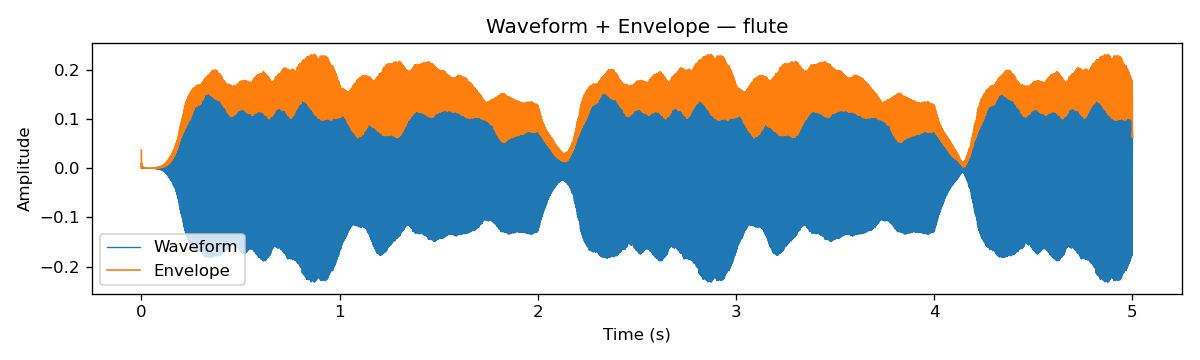 Waveform + Envelope — flute
Amplitude
0.2
0.1
0.0
−0.1
−0.2
Waveform
Envelope
0 1 2 3 4 5
Time (s)